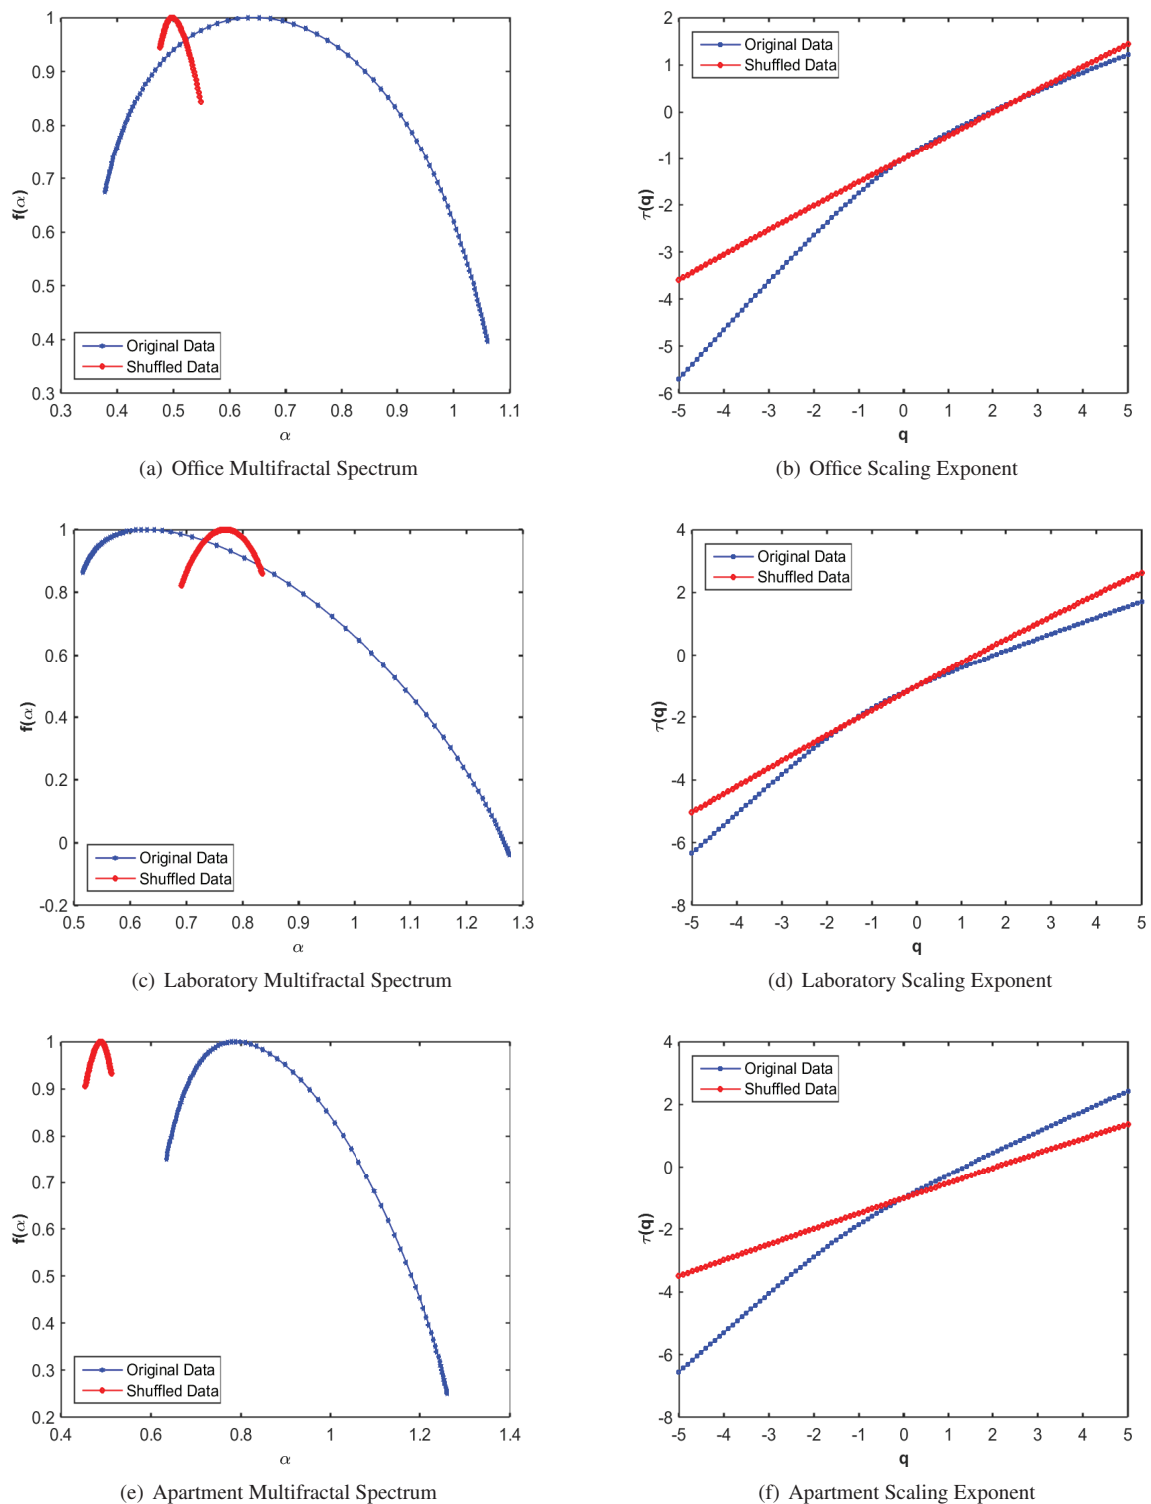 1
1
0.9
0.8
0.7
0.6
0.5
0.4
0.3
f(α)
Original Data
Shuffled Data
0.3 0.4 0.5 0.6 0.7 0.8 0.9 1 1.1
α
(a) Office Multifractal Spectrum
2
1
0
-1
-2
-3
-4
-5
-6
τ(q)
Original Data
Shuffled Data
-5 -4 -3 -2 -1 0 1 2 3 4 5
q
(b) Office Scaling Exponent
1
1
0.8
0.6
0.4
0.2
0
-0.2
f(α)
Original Data
Shuffled Data
0.5 0.6 0.7 0.8 0.9 1 1.1 1.2 1.3
α
(c) Laboratory Multifractal Spectrum
4
2
0
-2
-4
-6
-8
τ(q)
Original Data
Shuffled Data
-5 -4 -3 -2 -1 0 1 2 3 4 5
q
(d) Laboratory Scaling Exponent
1
0.9
1
0.8
0.7
0.6
0.5
0.4
0.3
0.2
f(α)
Original Data
Shuffled Data
0.4 0.6 0.8 1 1.2 1.4
α
(e) Apartment Multifractal Spectrum
4
2
0
-2
-4
-6
-8
τ(q)
Original Data
Shuffled Data
-5 -4 -3 -2 -1 0 1 2 3 4 5
q
(f) Apartment Scaling Exponent